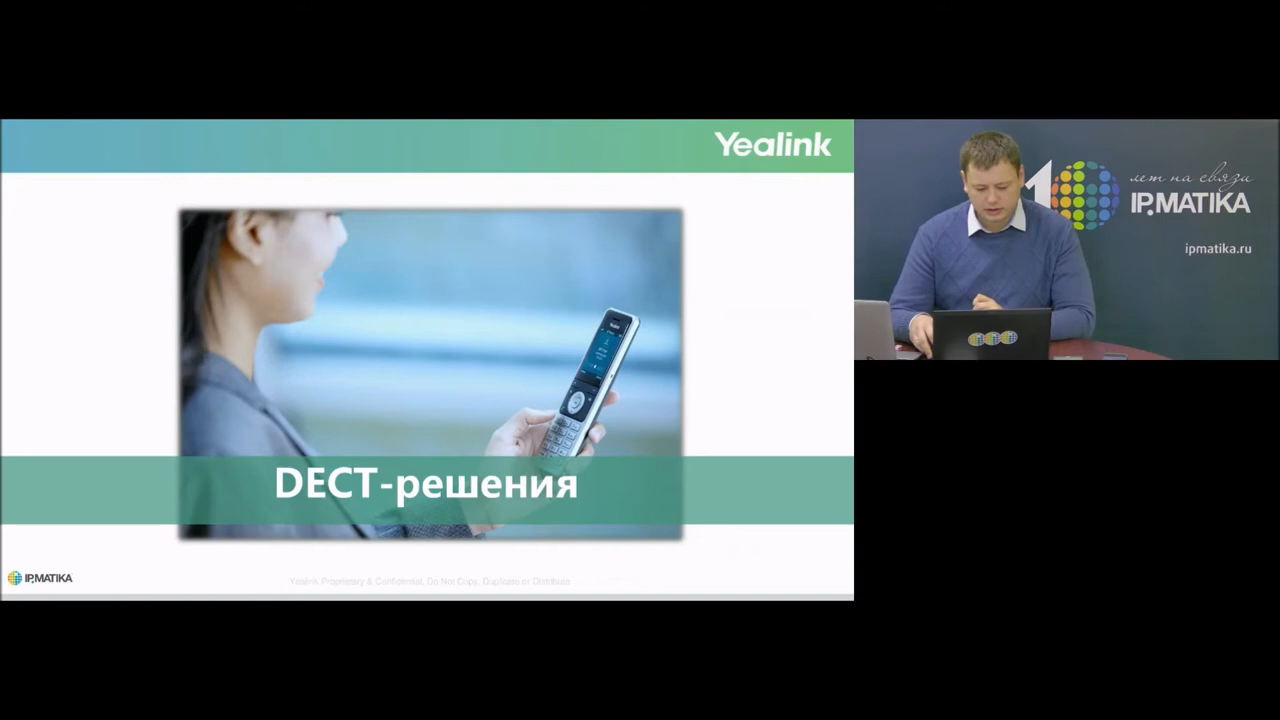 Yealink
DECT-решения
IP.MATIKA
Yealink Proprietary & Confidential, Do Not Copy, Duplicate or Distribute
10 лет на связи
IP.MATIKA
ipmatika.ru